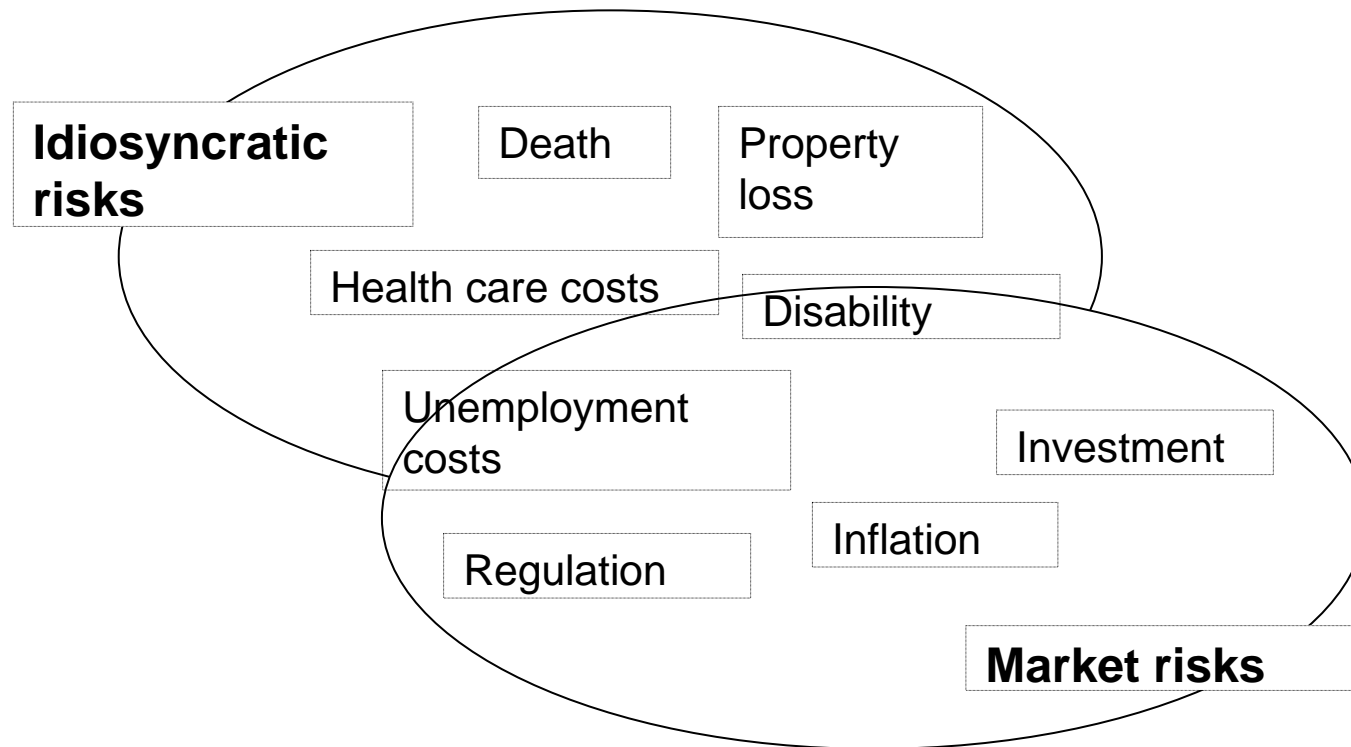 Idiosyncratic
risks
Death
Property
loss
Health care costs
Disability
Unemployment
costs
Investment
Inflation
Regulation
Market risks